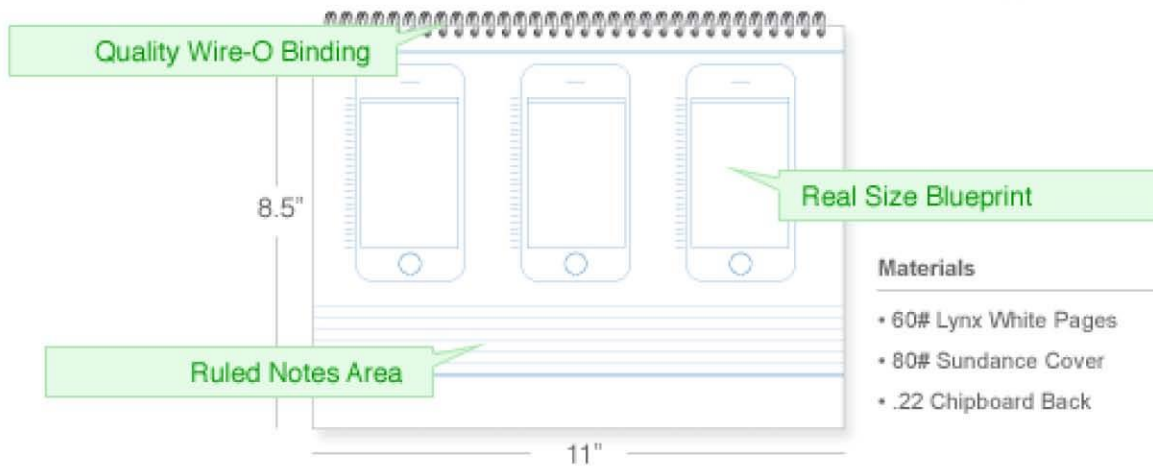 Quality Wire-O Binding
8.5"
Real Size Blueprint
Materials
• 60# Lynx White Pages
• 80# Sundance Cover
• .22 Chipboard Back
Ruled Notes Area
11"